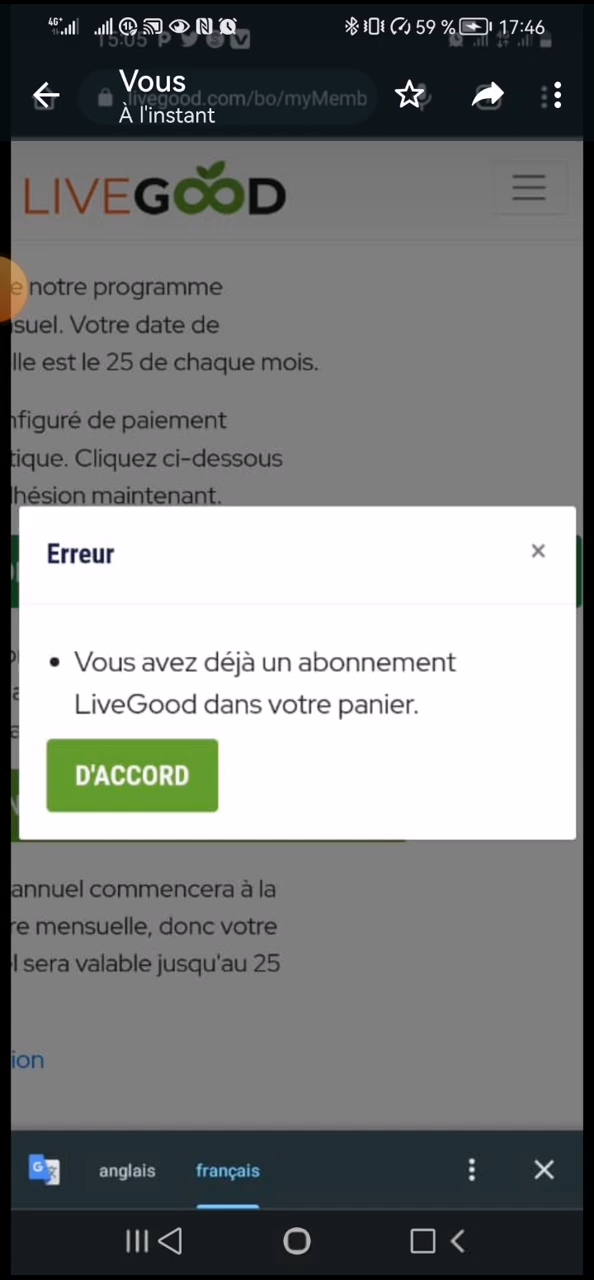 4G+ 59 % 17:46
15:05
Vous
livegood.com/bo/myMemb
À l'instant
LIVEGOOD
e notre programme
suel. Votre date de
lle est le 25 de chaque mois.
nfiguré de paiement
tique. Cliquez ci-dessous
hésion maintenant.
Erreur
×
• Vous avez déjà un abonnement
LiveGood dans votre panier.
D'ACCORD
annuel commencera à la
re mensuelle, donc votre
l sera valable jusqu'au 25
ion
anglais français